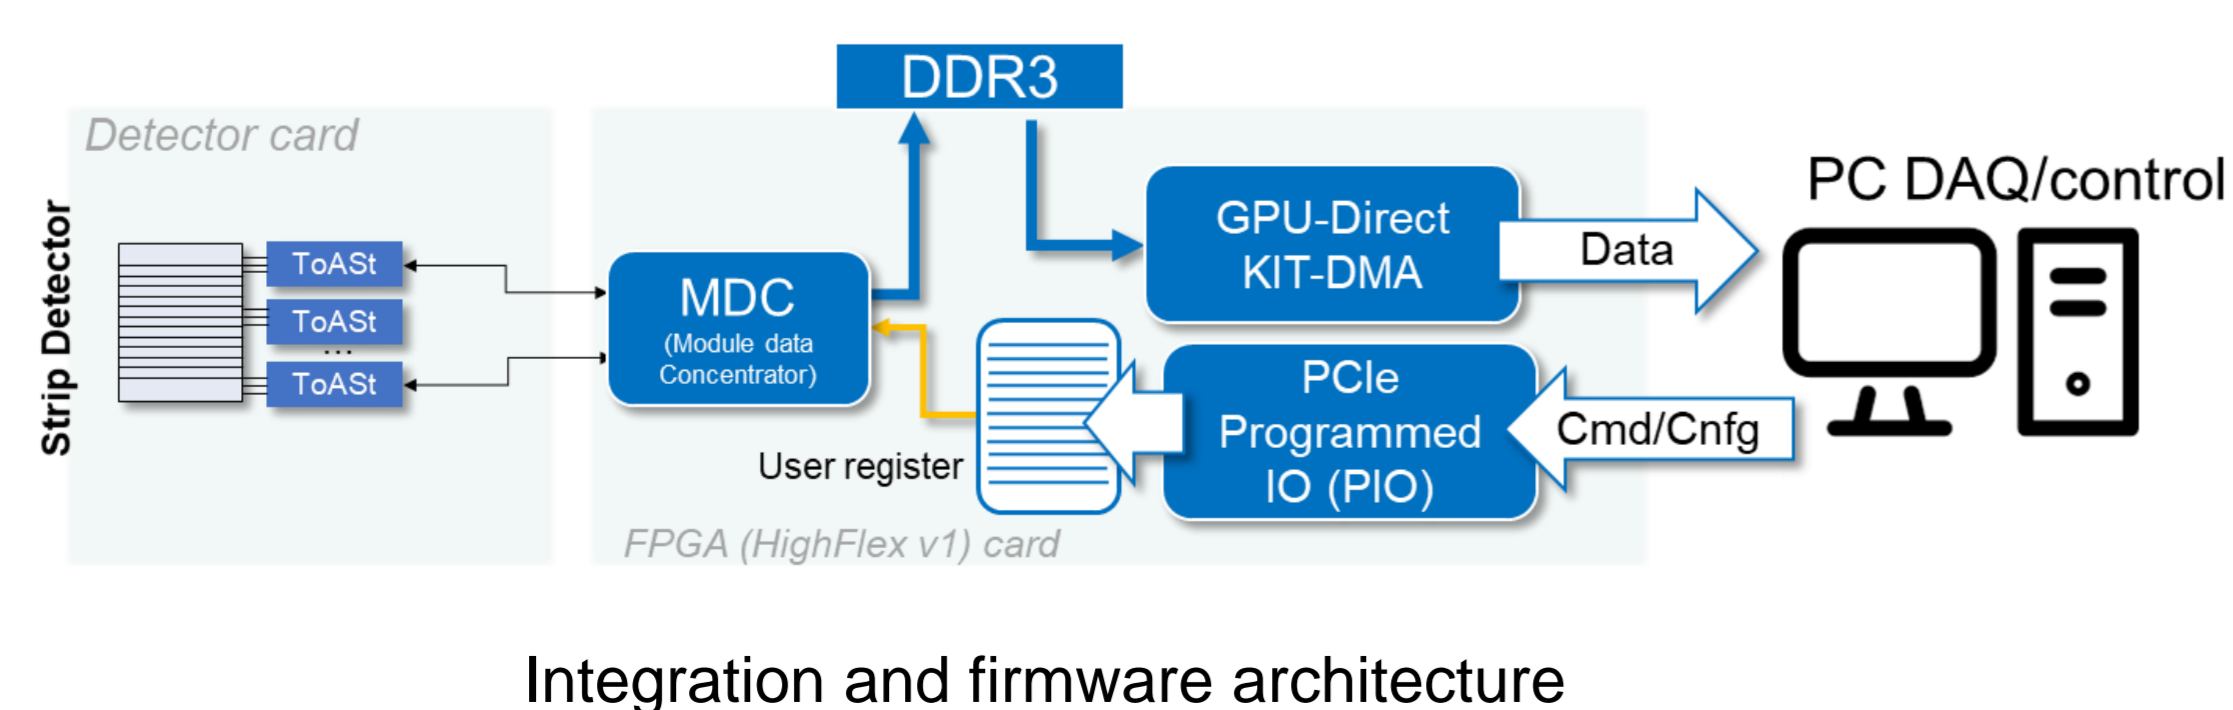 DDR3
Detector card
PC DAQ/control
Strip Detector
ToASt
ToASt
...
ToASt
MDC
(Module data
Concentrator)
GPU-Direct
KIT-DMA
Data
PCIe
Programmed
IO (PIO)
Cmd/Cnfg
User register
FPGA (HighFlex v1) card
Integration and firmware architecture